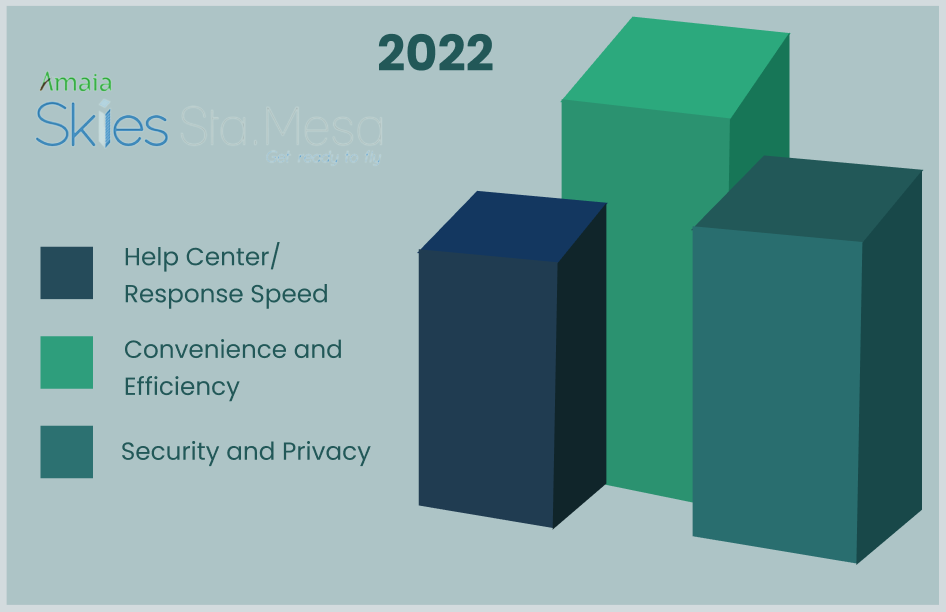 2022
Amaia
Skies Sta.Mesa
Get ready to fly
Help Center/
Response Speed
Convenience and
Efficiency
Security and Privacy